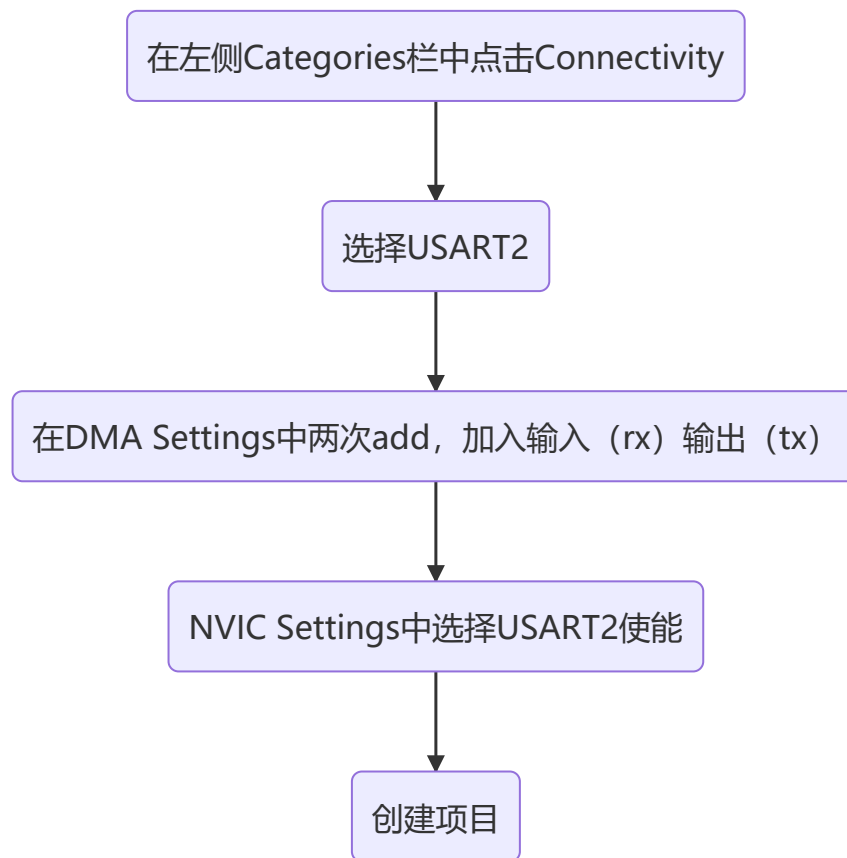 在左侧Categories栏中点击Connectivity
选择USART2
在DMA Settings中两次add，加入输入（rx）输出（tx）
NVIC Settings中选择USART2使能
创建项目